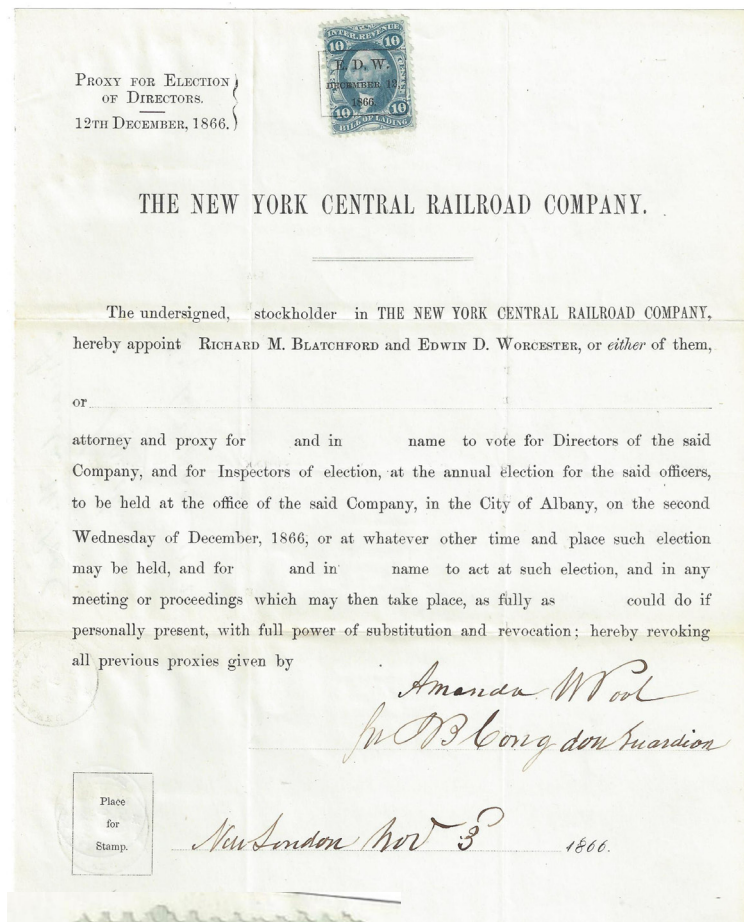 U.S.
INTER. REVENUE
10 10
E. D. W.
DECEMBER 12,
1866.
CENTS
10 10
BILL OF LADING
PROXY FOR ELECTION
OF DIRECTORS.
12TH DECEMBER, 1866.
THE NEW YORK CENTRAL RAILROAD COMPANY.
The undersigned, stockholder in THE NEW YORK CENTRAL RAILROAD COMPANY,
hereby appoint RICHARD M. BLATCHFORD and EDWIN D. WORCESTER, or either of them,
or
attorney and proxy for and in name to vote for Directors of the said
Company, and for Inspectors of election, at the annual election for the said officers,
to be held at the office of the said Company, in the City of Albany, on the second
Wednesday of December, 1866, or at whatever other time and place such election
may be held, and for and in name to act at such election, and in any
meeting or proceedings which may then take place, as fully as could do if
personally present, with full power of substitution and revocation; hereby revoking
all previous proxies given by
Amanda W Pool
B Congdon Guardian
Place
for
Stamp.
New London Nov 3 1866.